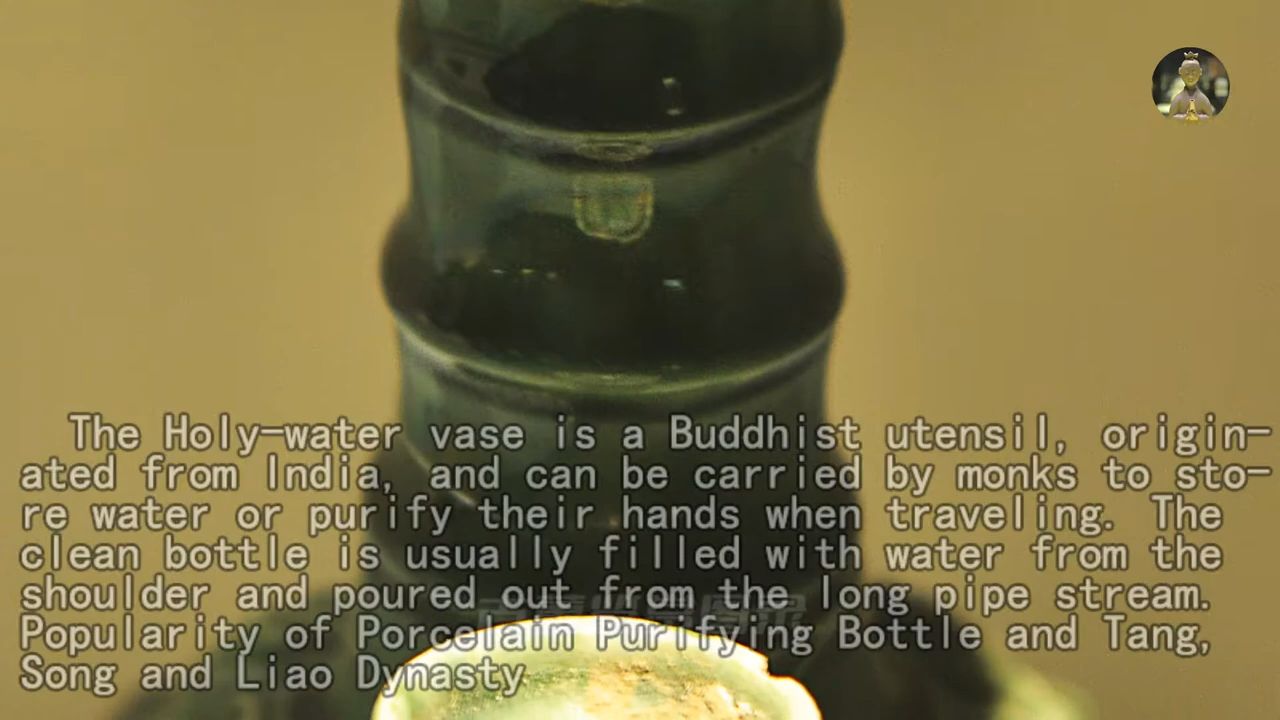 The Holy-water vase is a Buddhist utensil, origin-
ated from India, and can be carried by monks to sto-
re water or purify their hands when traveling. The
clean bottle is usually filled with water from the
shoulder and poured out from the long pipe stream.
Popularity of Porcelain Purifying Bottle and Tang,
Song and Liao Dynasty